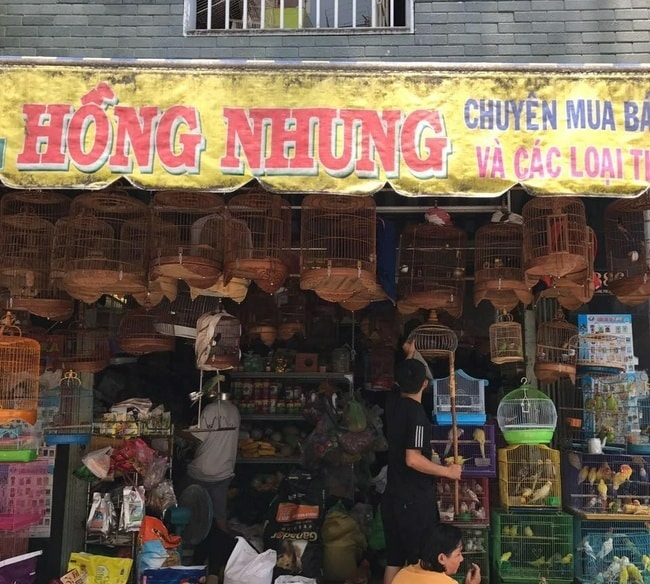 HỒNG NHUNG
CHUYÊN MUA BÁ
VÀ CÁC LOẠI T